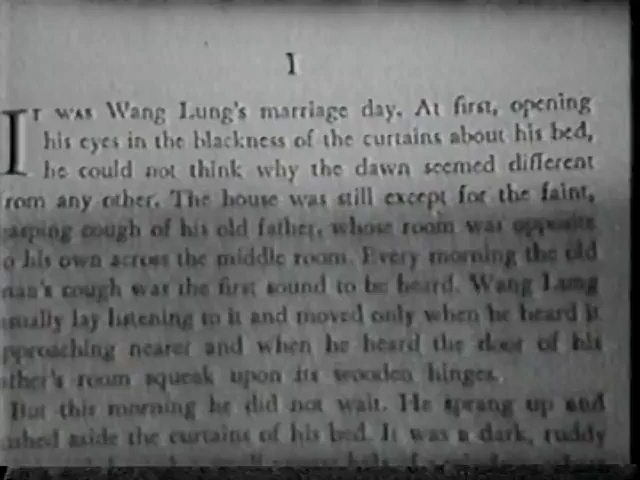 1
IT WAS Wang Lung's marriage day. At first, opening
his eyes in the blackness of the curtains about his bed,
he could not think why the dawn seemed different
rom any other. The house was still except for the faint,
asping cough of his old father, whose room was opposite
o his own across the middle room. Every morning the old
nan's cough was the first sound to be heard. Wang Lung
sually lay listening to it and moved only when he heard it
pproaching nearer and when he heard the door of his
ather's room squeak upon its wooden hinges.
But this morning he did not wait. He sprang up and
ushed aside the curtains of his bed. It was a dark, ruddy